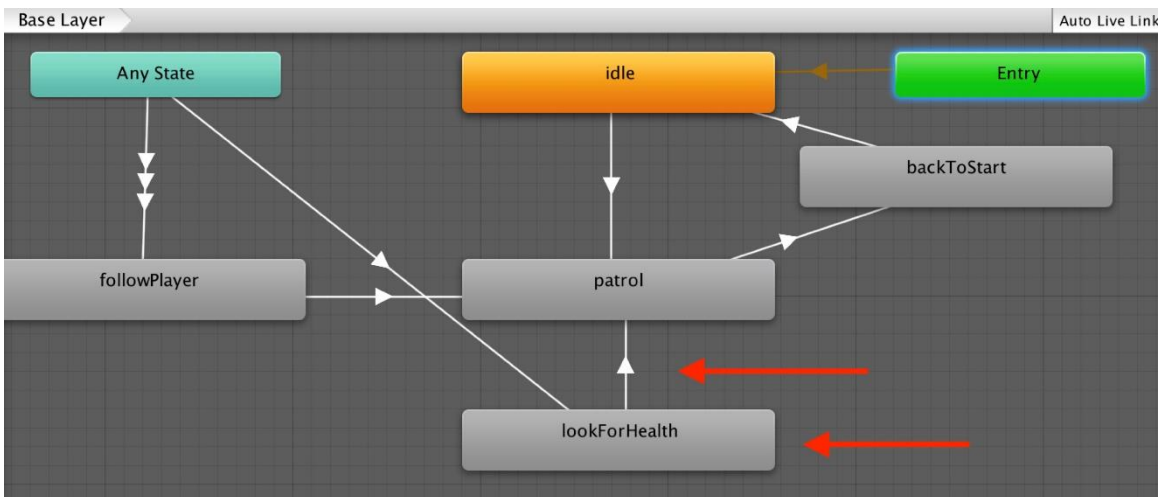 Base Layer
Auto Live Link
Any State
idle
Entry
backToStart
followPlayer
patrol
lookForHealth